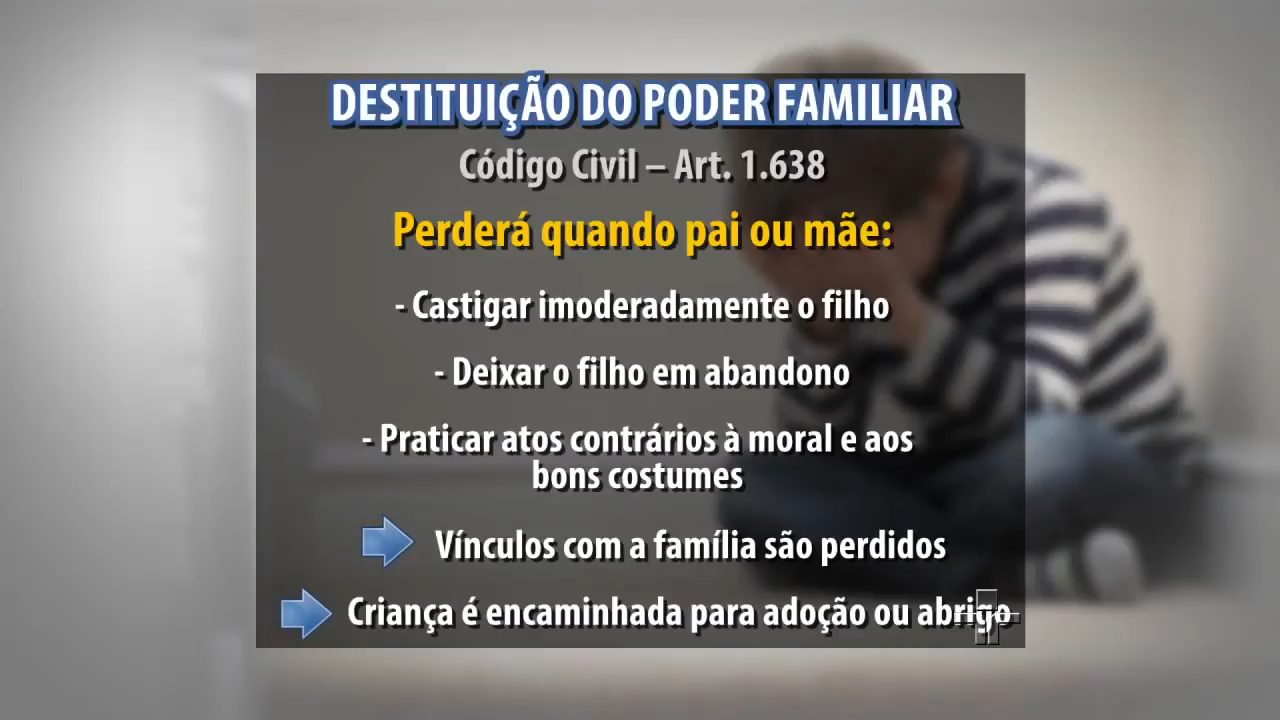 DESTITUIÇÃO DO PODER FAMILIAR
Código Civil – Art. 1.638
Perderá quando pai ou mãe:
- Castigar imoderadamente o filho
- Deixar o filho em abandono
- Praticar atos contrários à moral e aos
bons costumes
Vínculos com a família são perdidos
Criança é encaminhada para adoção ou abrigo